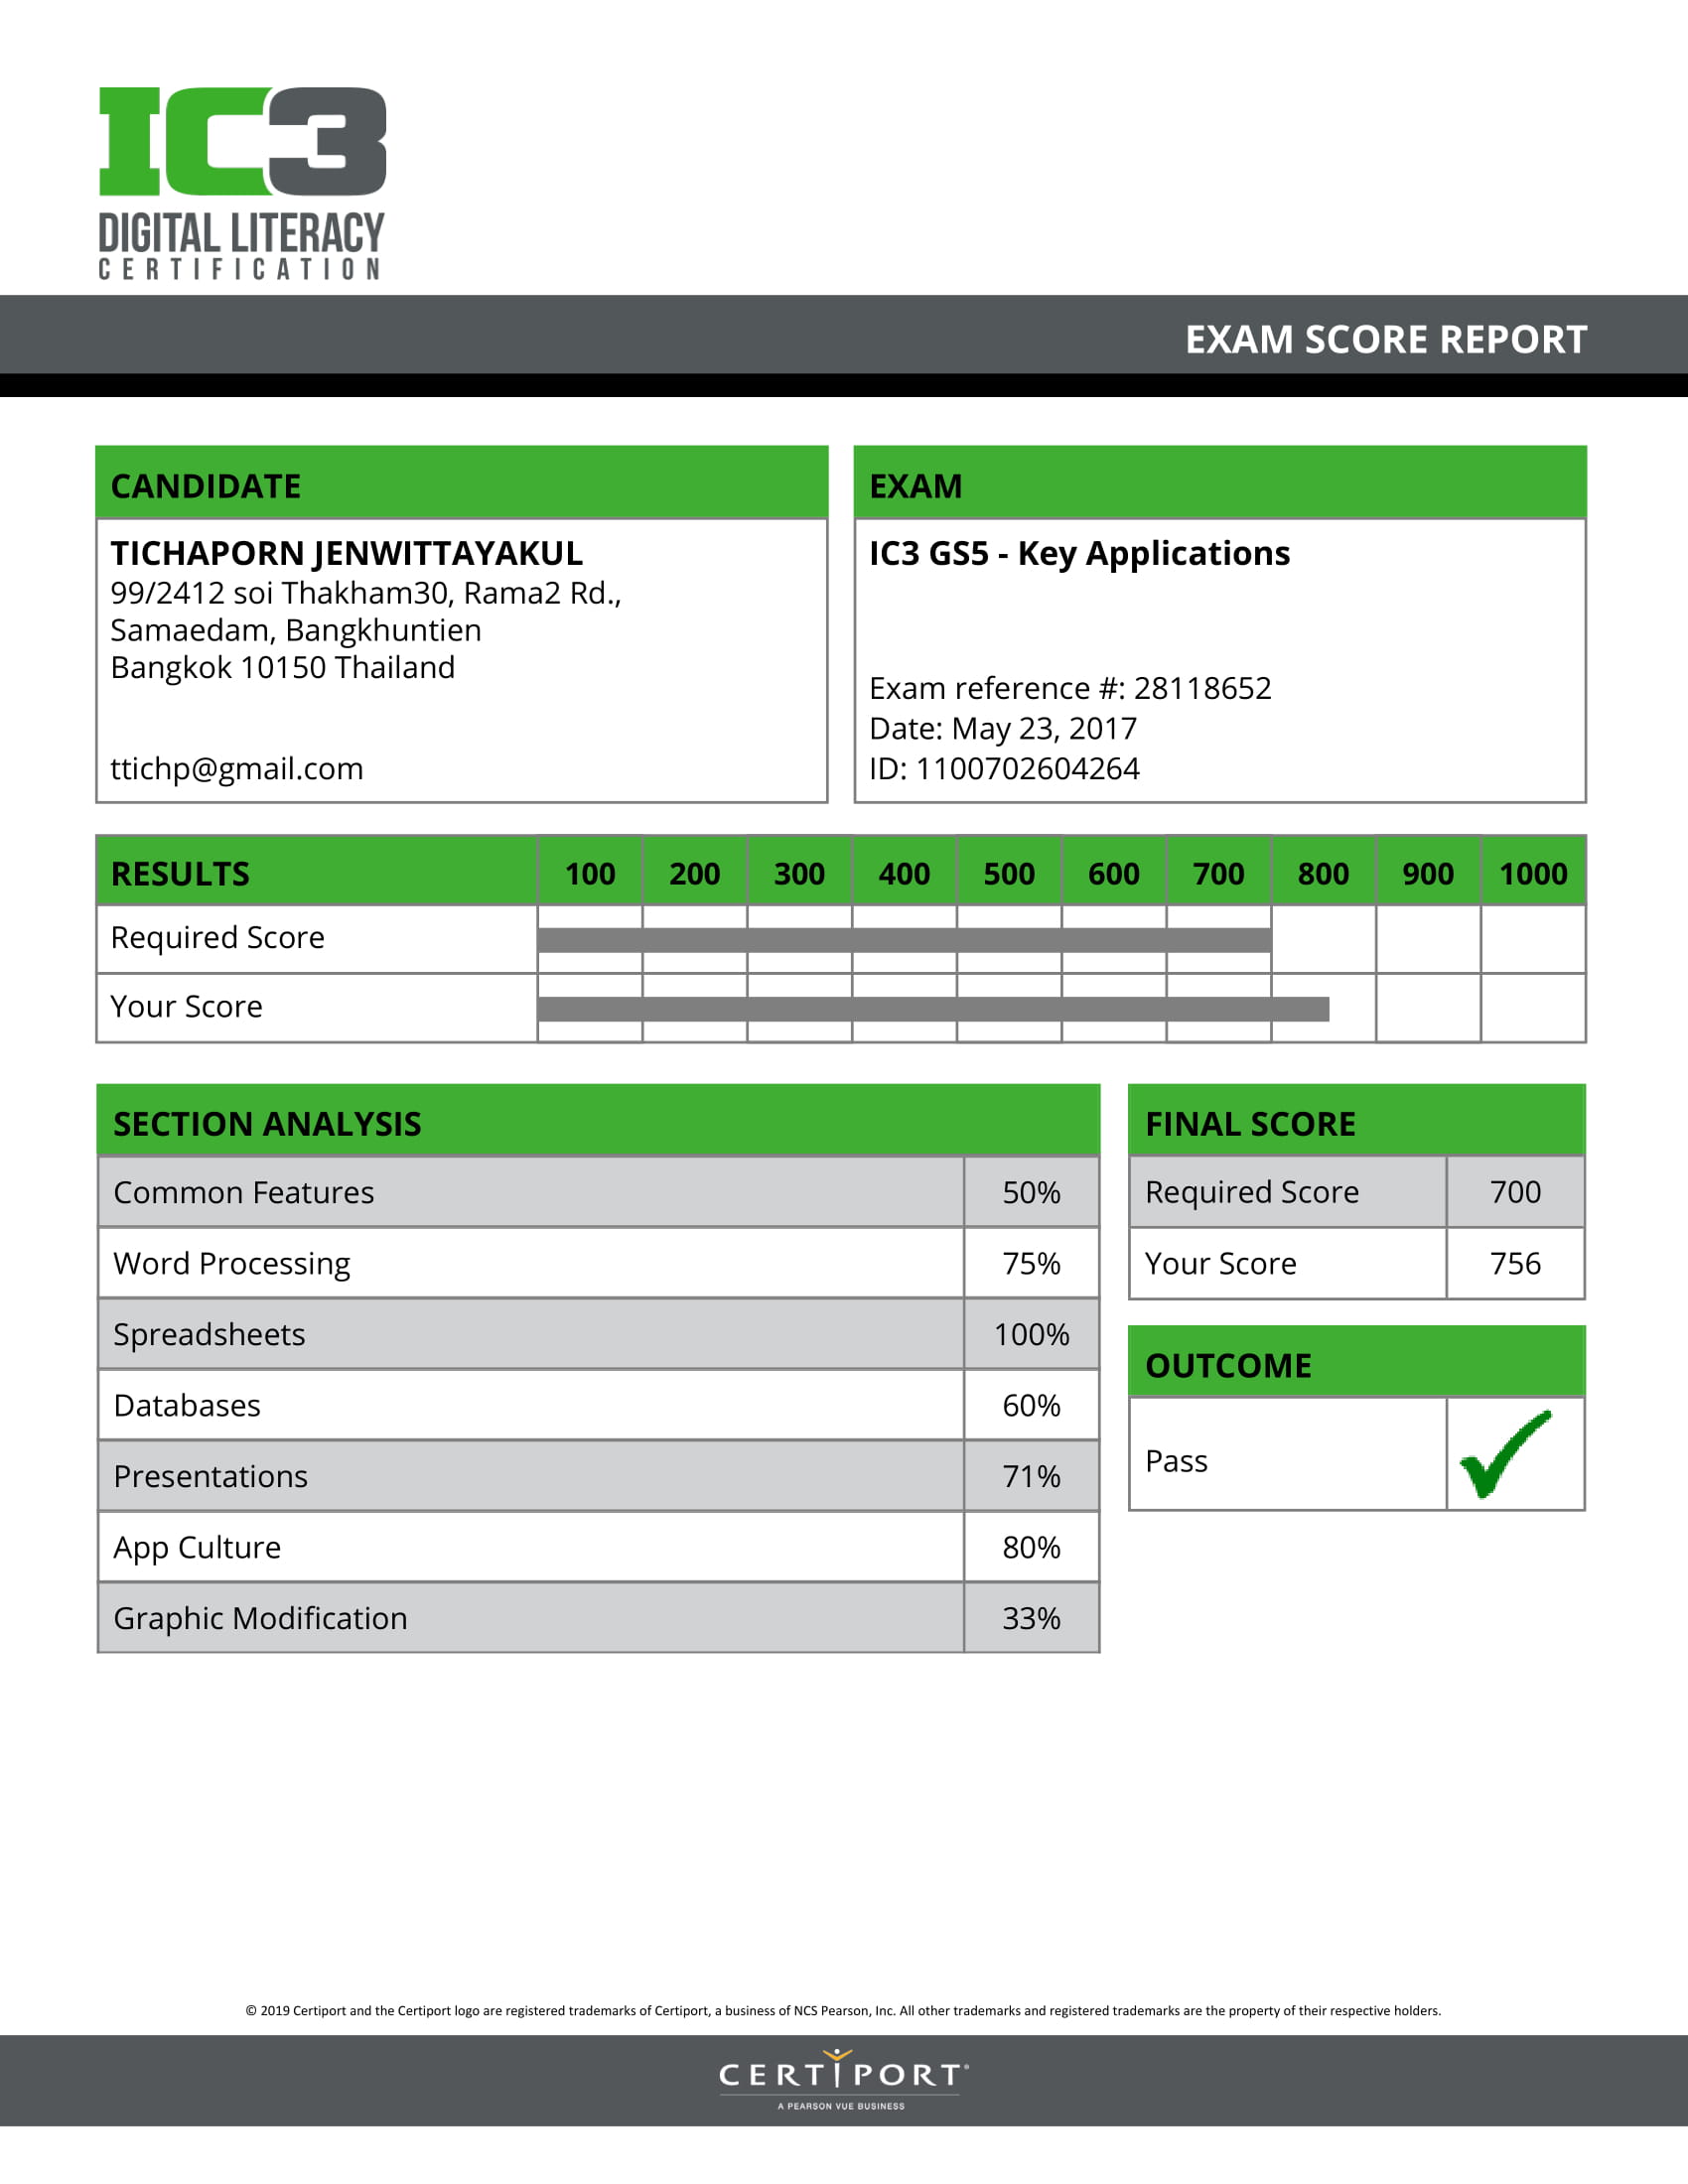 IC3
DIGITAL LITERACY
CERTIFICATION
EXAM SCORE REPORT
CANDIDATE
TICHAPORN JENWITTAYAKUL
99/2412 soi Thakham30, Rama2 Rd.,
Samaedam, Bangkhuntien
Bangkok 10150 Thailand
ttichp@gmail.com
EXAM
IC3 GS5 - Key Applications
Exam reference #: 28118652
Date: May 23, 2017
ID: 1100702604264
RESULTS 100 200 300 400 500 600 700 800 900 1000
Required Score
Your Score
SECTION ANALYSIS
Common Features 50%
Word Processing 75%
Spreadsheets 100%
Databases 60%
Presentations 71%
App Culture 80%
Graphic Modification 33%
FINAL SCORE
Required Score 700
Your Score 756
OUTCOME
Pass
© 2019 Certiport and the Certiport logo are registered trademarks of Certiport, a business of NCS Pearson, Inc. All other trademarks and registered trademarks are the property of their respective holders.
CERTIPORT®
A PEARSON VUE BUSINESS